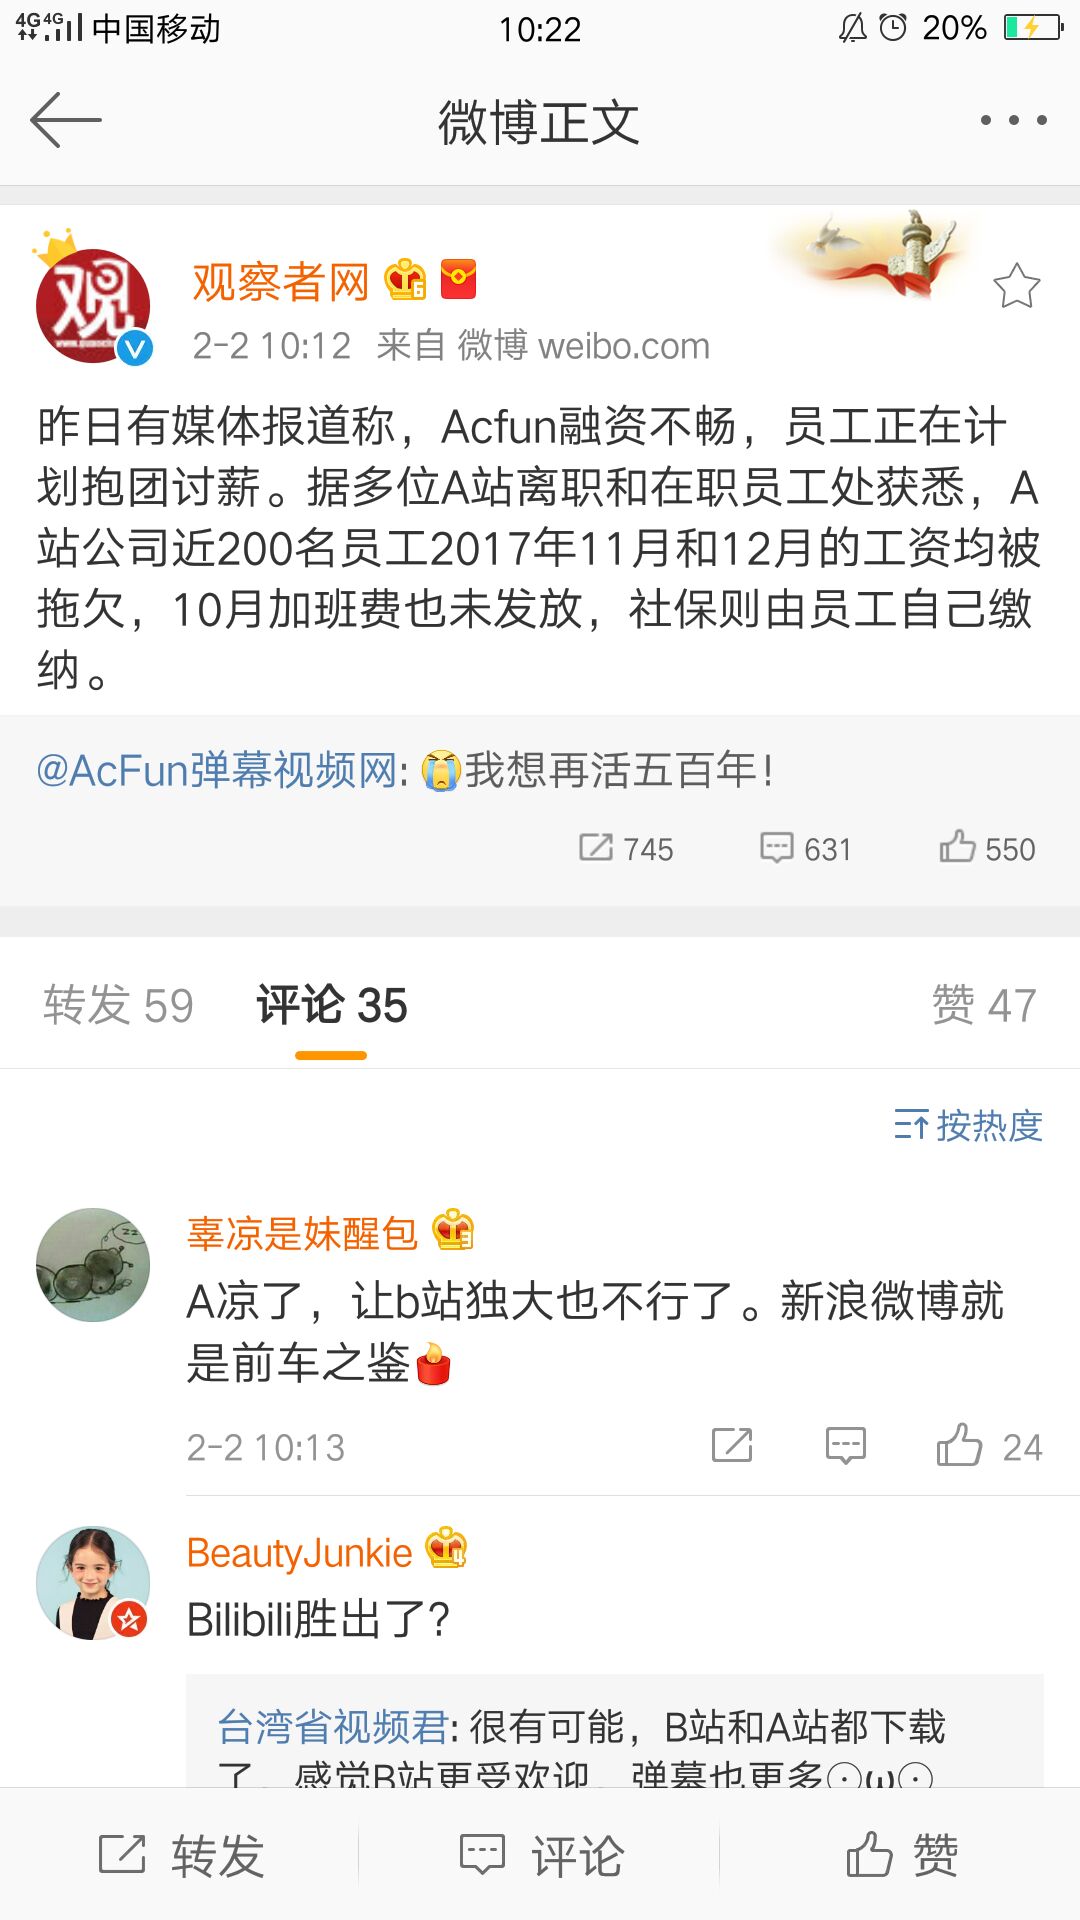 4G 4G 中国移动 10:22 20%
微博正文
观察者网
2-2 10:12 来自 微博 weibo.com
昨日有媒体报道称，Acfun融资不畅，员工正在计
划抱团讨薪。据多位A站离职和在职员工处获悉，A
站公司近200名员工2017年11月和12月的工资均被
拖欠，10月加班费也未发放，社保则由员工自己缴
纳。
@AcFun弹幕视频网: 😭我想再活五百年！
745 631 550
转发 59 评论 35 赞 47
按热度
辜凉是妹醒包
A凉了，让b站独大也不行了。新浪微博就
是前车之鉴🕯
2-2 10:13 24
BeautyJunkie
Bilibili胜出了?
台湾省视频君: 很有可能，B站和A站都下载
了，感觉B站更受欢迎，弹幕也更多⊙ω⊙
转发 评论 赞